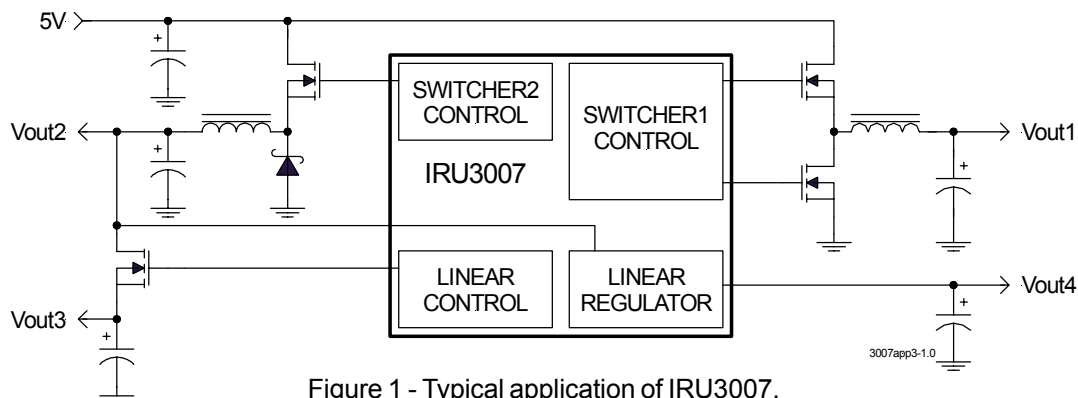 5V
SWITCHER2
CONTROL
SWITCHER1
CONTROL
Vout2
Vout1
IRU3007
LINEAR
CONTROL
LINEAR
REGULATOR
Vout4
Vout3
3007app3-1.0
Figure 1 - Typical application of IRU3007.